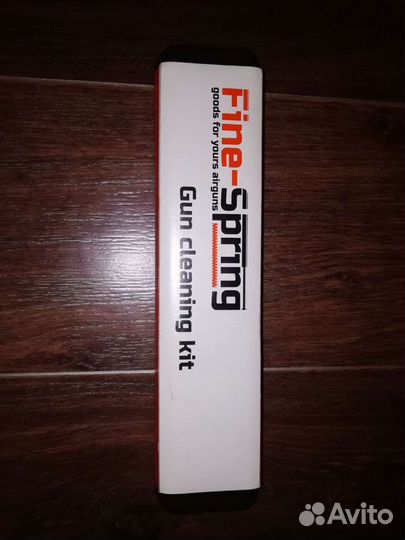 Fine-Spring
goods for yours airguns
Gun cleaning kit
Avito